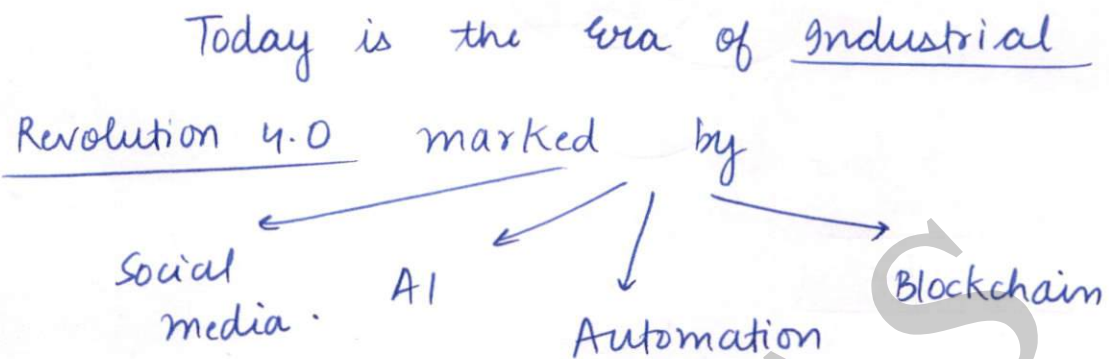 Today is the era of Industrial
Revolution 4.0 marked by
Social
media.
AI
Automation
Blockchain